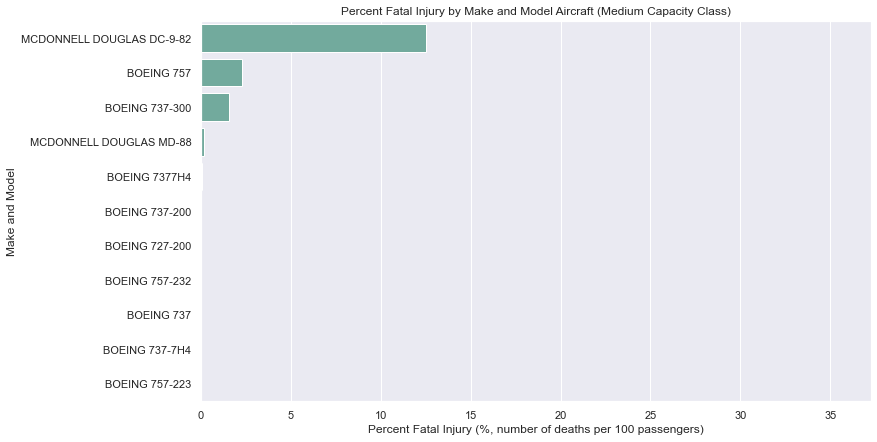 Percent Fatal Injury by Make and Model Aircraft (Medium Capacity Class)
Make and Model
MCDONNELL DOUGLAS DC-9-82
BOEING 757
BOEING 737-300
MCDONNELL DOUGLAS MD-88
BOEING 7377H4
BOEING 737-200
BOEING 727-200
BOEING 757-232
BOEING 737
BOEING 737-7H4
BOEING 757-223
0 5 10 15 20 25 30 35
Percent Fatal Injury (%, number of deaths per 100 passengers)